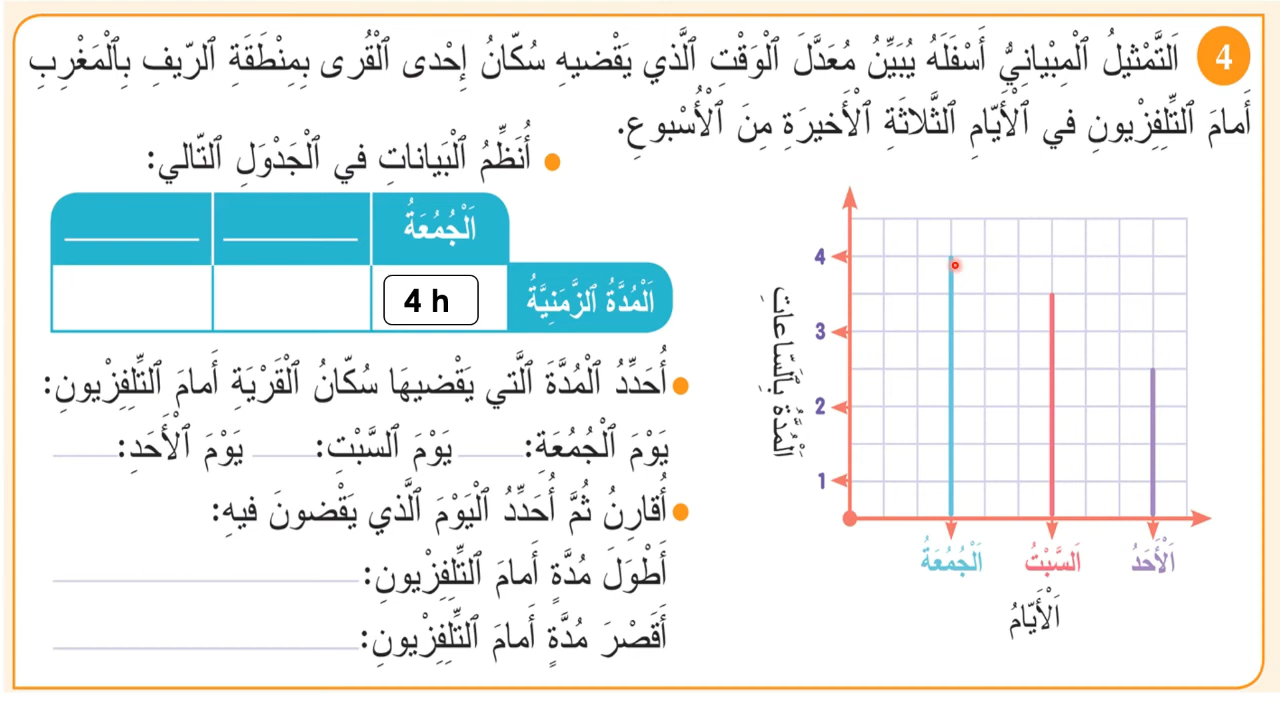 4 اَلتَّمْثيلُ ٱلْمِبْيانِيُّ أَسْفَلَهُ يُبَيِّنُ مُعَدَّلَ ٱلْوَقْتِ ٱلَّذي يَقْضيهِ سُكّانُ إِحْدى ٱلْقُرى بِمِنْطَقَةِ ٱلرّيفِ بِٱلْمَغْرِبِ
أَمامَ ٱلتِّلِفِزْيونِ في ٱلْأَيّامِ ٱلثَّلاثَةِ ٱلْأَخيرَةِ مِنَ ٱلْأُسْبوعِ.
أُنَظِّمُ ٱلْبَياناتِ في ٱلْجَدْوَلِ ٱلتّالي:
اَلْجُمُعَةُ
اَلْمُدَّةُ ٱلزَّمَنِيَّةُ
4 h
أُحَدِّدُ ٱلْمُدَّةَ ٱلَّتي يَقْضيهَا سُكّانُ ٱلْقَرْيَةِ أَمامَ ٱلتِّلِفِزْيونِ:
يَوْمَ ٱلْجُمُعَةِ: يَوْمَ ٱلسَّبْتِ: يَوْمَ ٱلْأَحَدِ:
أُقارِنُ ثُمَّ أُحَدِّدُ ٱلْيَوْمَ ٱلَّذي يَقْضونَ فيهِ:
أَطْوَلَ مُدَّةٍ أَمامَ ٱلتِّلِفِزْيونِ:
أَقَصْرَ مُدَّةٍ أَمامَ ٱلتِّلِفِزْيونِ:
اَلْمُدَّةُ بِٱلسّاعاتِ
4
3
2
1
اَلْجُمُعَةُ اَلسَّبْتُ اَلْأَحَدُ
اَلْأَيّامُ